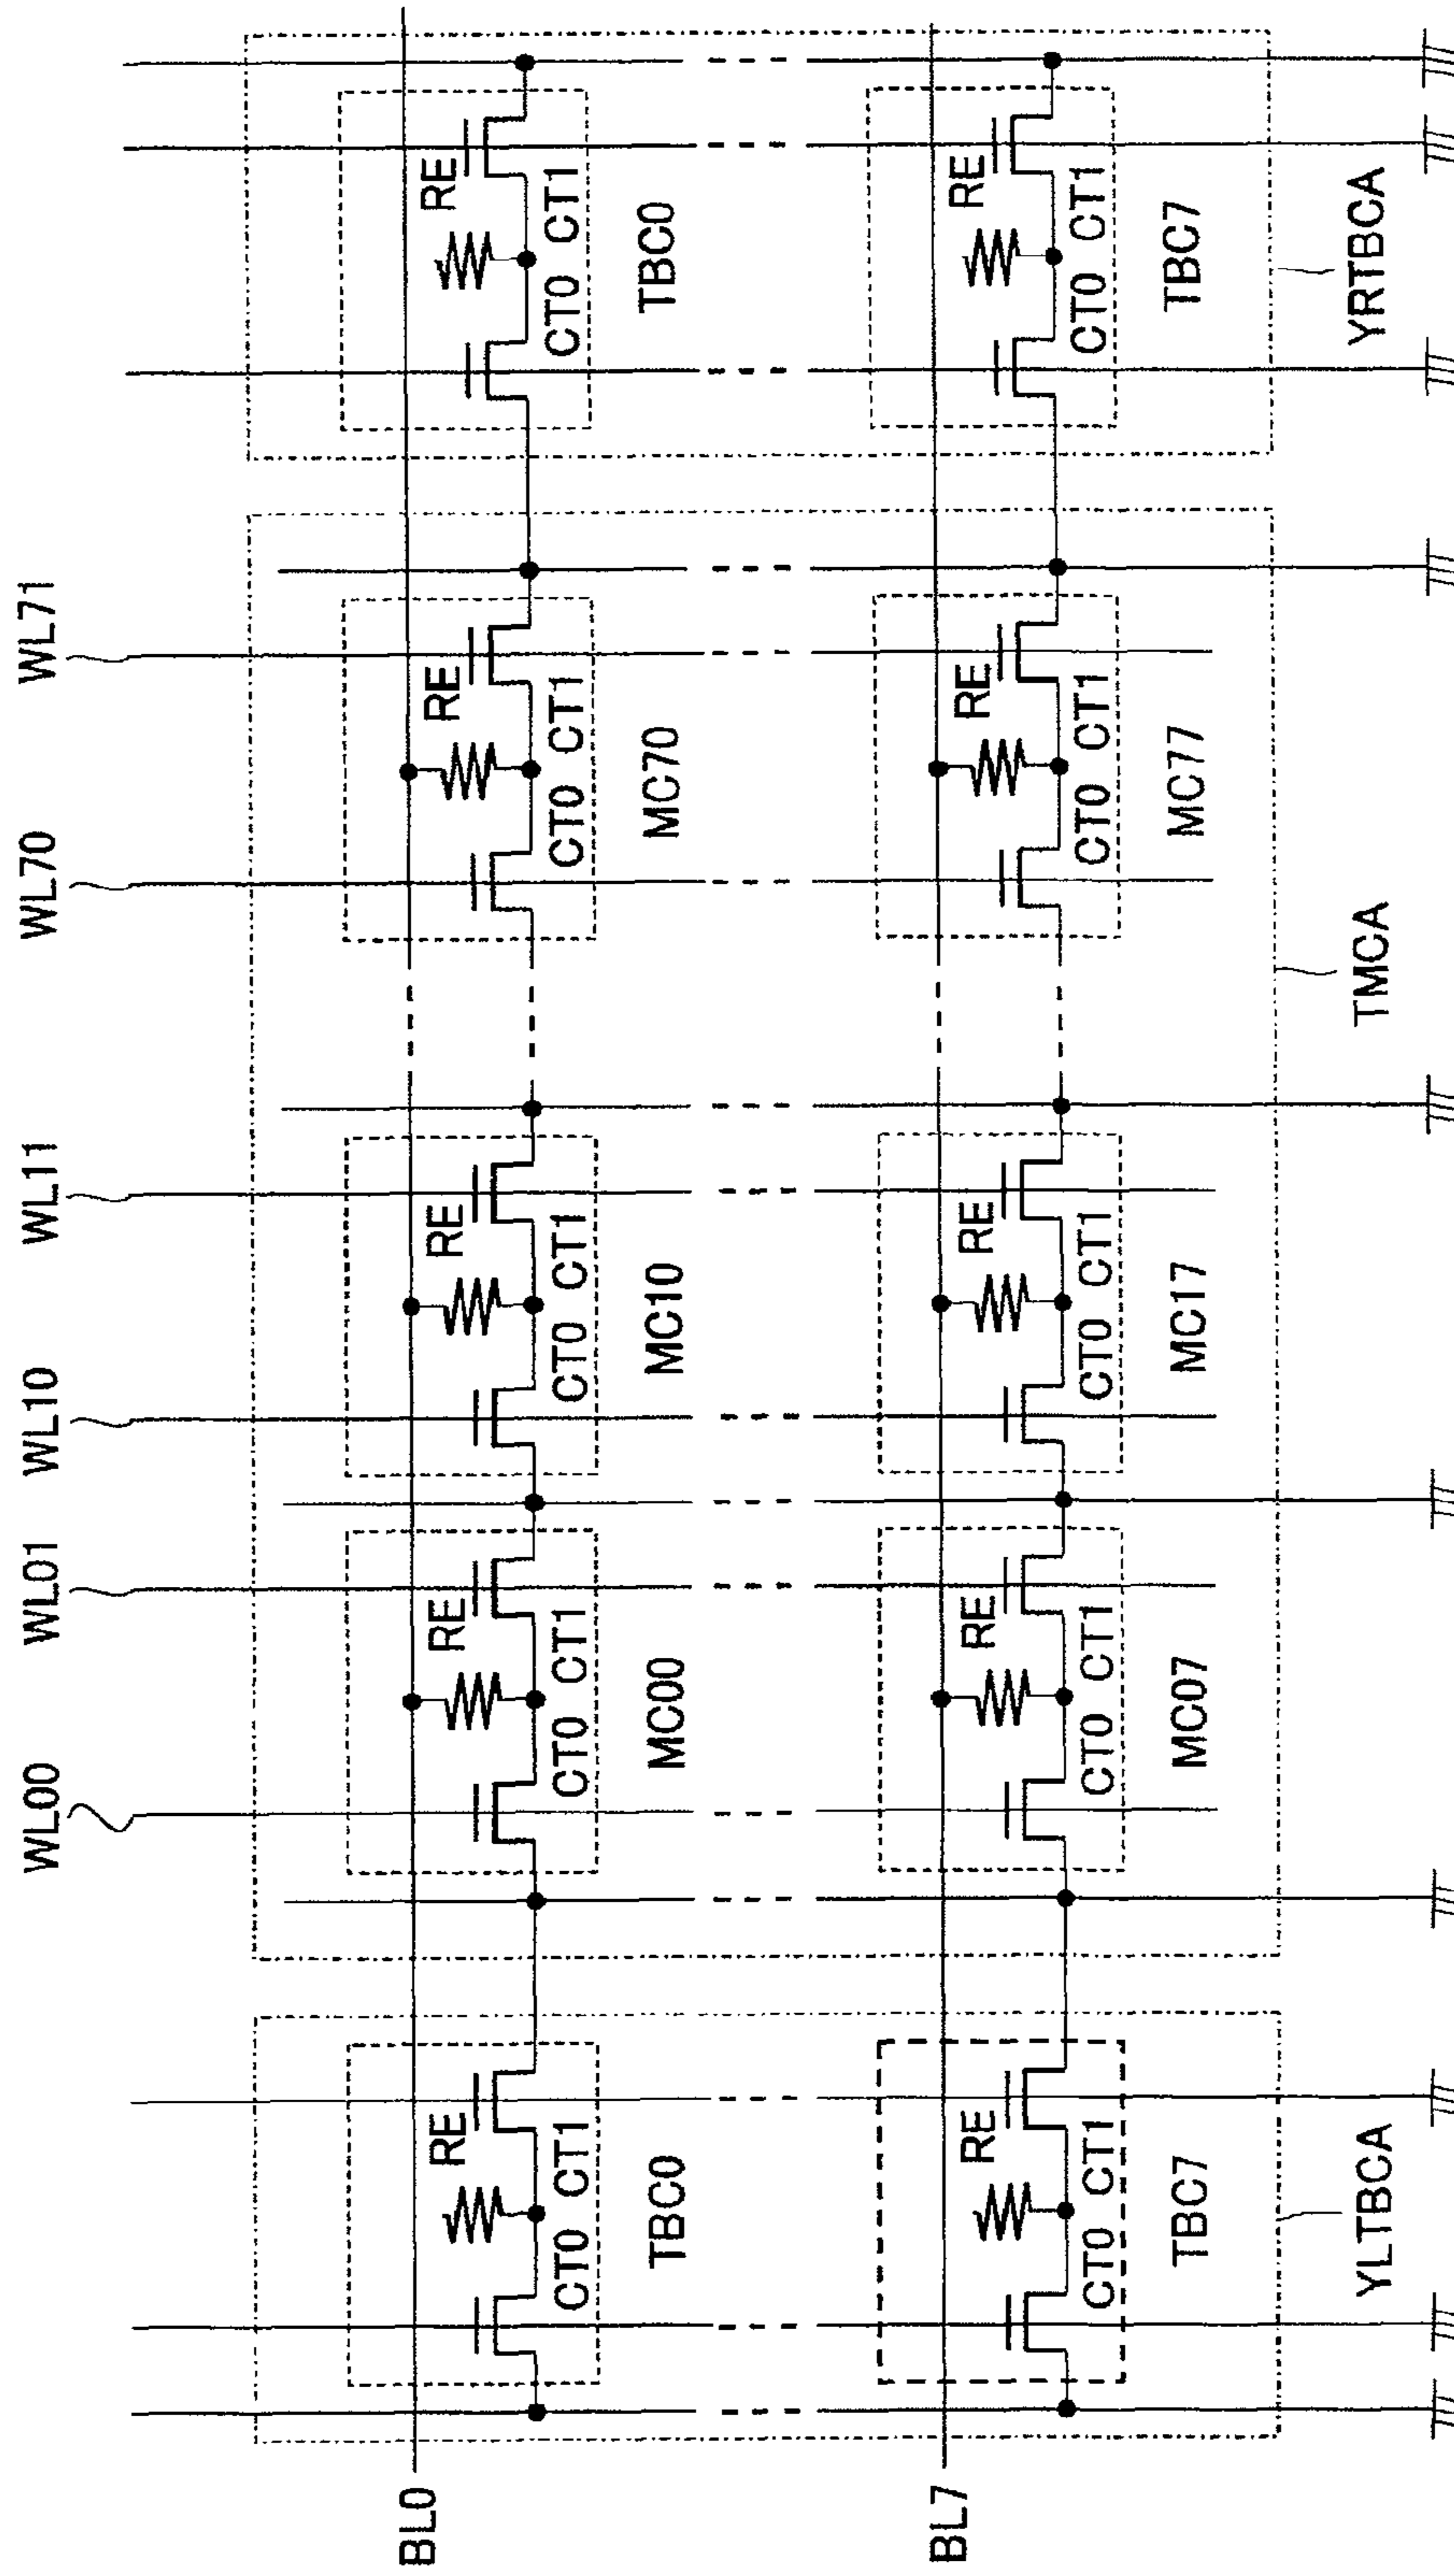 WL00 WL01 WL10 WL11 WL70 WL71
BL0
RE RE RE RE RE
CT0 CT1 CT0 CT1 CT0 CT1 CT0 CT1 CT0 CT1
TBC0 MC00 MC10 MC70 TBC0
BL7
RE RE RE RE RE
CT0 CT1 CT0 CT1 CT0 CT1 CT0 CT1 CT0 CT1
TBC7 MC07 MC17 MC77 TBC7
YLTBCA TMCA YRTBCA